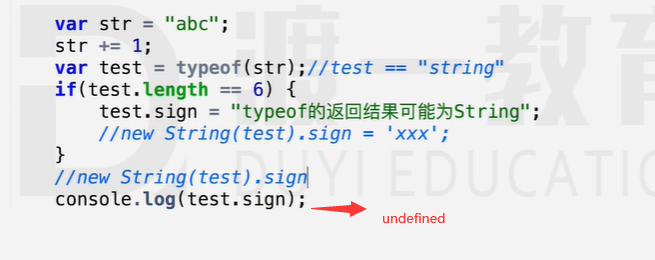 var str = "abc";
str += 1;
var test = typeof(str);//test == "string"
if(test.length == 6) {
test.sign = "typeof的返回结果可能为String";
//new String(test).sign = 'xxx';
}
//new String(test).sign
console.log(test.sign);
undefined
渡一教育
DUYI EDUCATIO